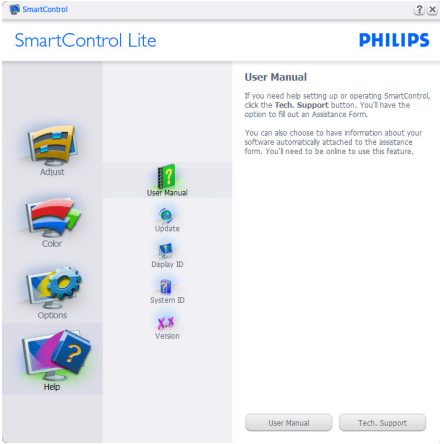 SmartControl
SmartControl Lite
PHILIPS
Adjust
Color
Options
Help
User Manual
Update
Display ID
System ID
Version
User Manual
If you need help setting up or operating SmartControl,
click the Tech. Support button. You'll have the
option to fill out an Assistance Form.
You can also choose to have information about your
software automatically attached to the assistance
form. You'll need to be online to use this feature.
User Manual
Tech. Support